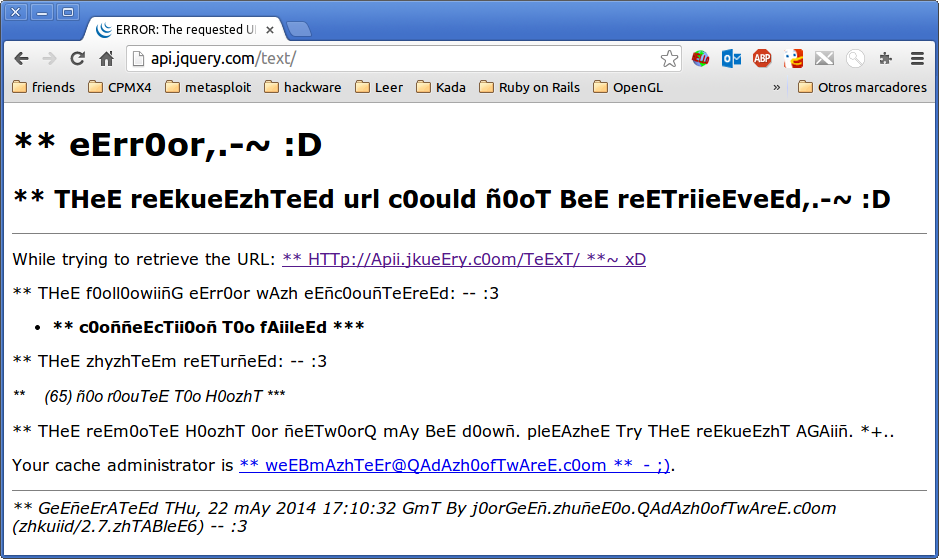 ERROR: The requested U
api.jquery.com/text/
ABP
friends CPMX4 metasploit hackware Leer Kada Ruby on Rails OpenGL » Otros marcadores
** eErr0or,.-~ :D
** THeE reEkueEzhTeEd url c0ould ñ0oT BeE reETriieEveEd,.-~ :D
While trying to retrieve the URL: ** HTTp://Apii.jkueEry.c0om/TeExT/ **~ xD
** THeE f0oll0owiiñG eErr0or wAzh eEñc0ouñTeEreEd: -- :3
• ** c0oññeEcTii0oñ T0o fAiileEd ***
** THeE zhyzhTeEm reETurñeEd: -- :3
** (65) ñ0o r0ouTeE T0o H0ozhT ***
** THeE reEm0oTeE H0ozhT 0or ñeETw0orQ mAy BeE d0owñ. pleEAzheE Try THeE reEkueEzhT AGAiiñ. *+..
Your cache administrator is ** weEBmAzhTeEr@QAdAzh0ofTwAreE.c0om ** - ;).
** GeEñeErATeEd THu, 22 mAy 2014 17:10:32 GmT By j0orGeEñ.zhuñeE0o.QAdAzh0ofTwAreE.c0om
(zhkuiid/2.7.zhTABleE6) -- :3